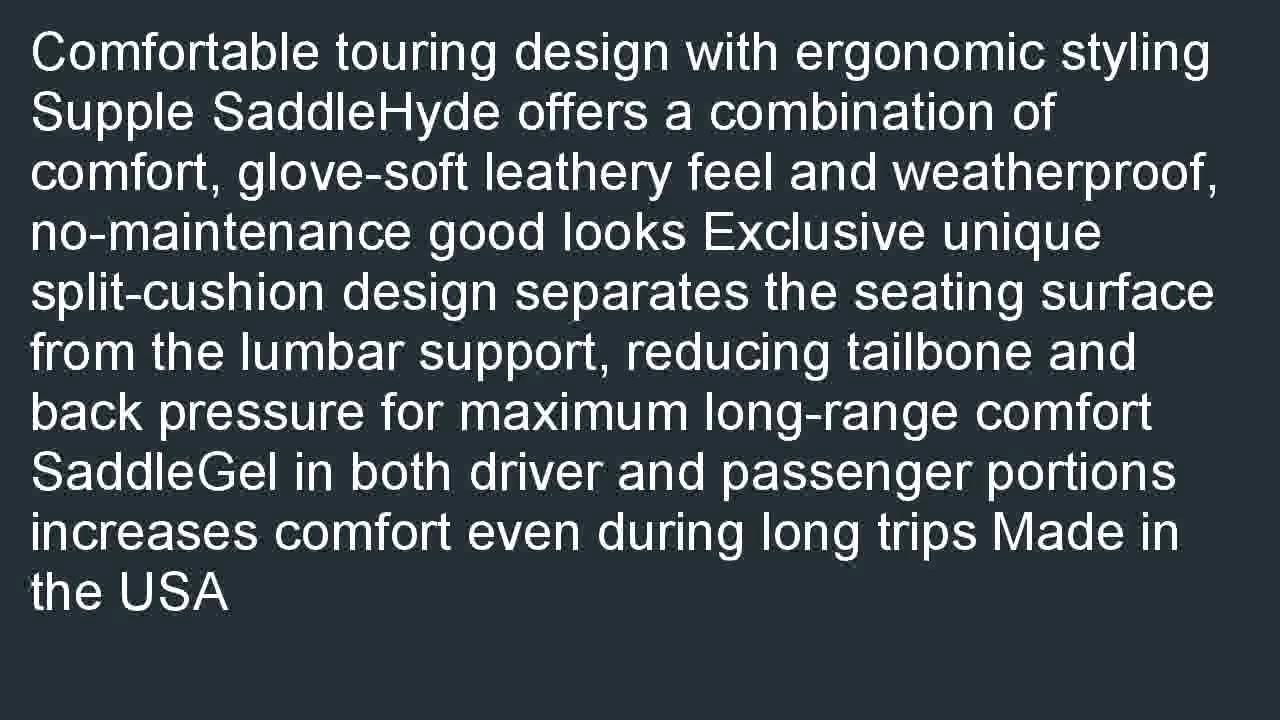 Comfortable touring design with ergonomic styling
Supple SaddleHyde offers a combination of
comfort, glove-soft leathery feel and weatherproof,
no-maintenance good looks Exclusive unique
split-cushion design separates the seating surface
from the lumbar support, reducing tailbone and
back pressure for maximum long-range comfort
SaddleGel in both driver and passenger portions
increases comfort even during long trips Made in
the USA